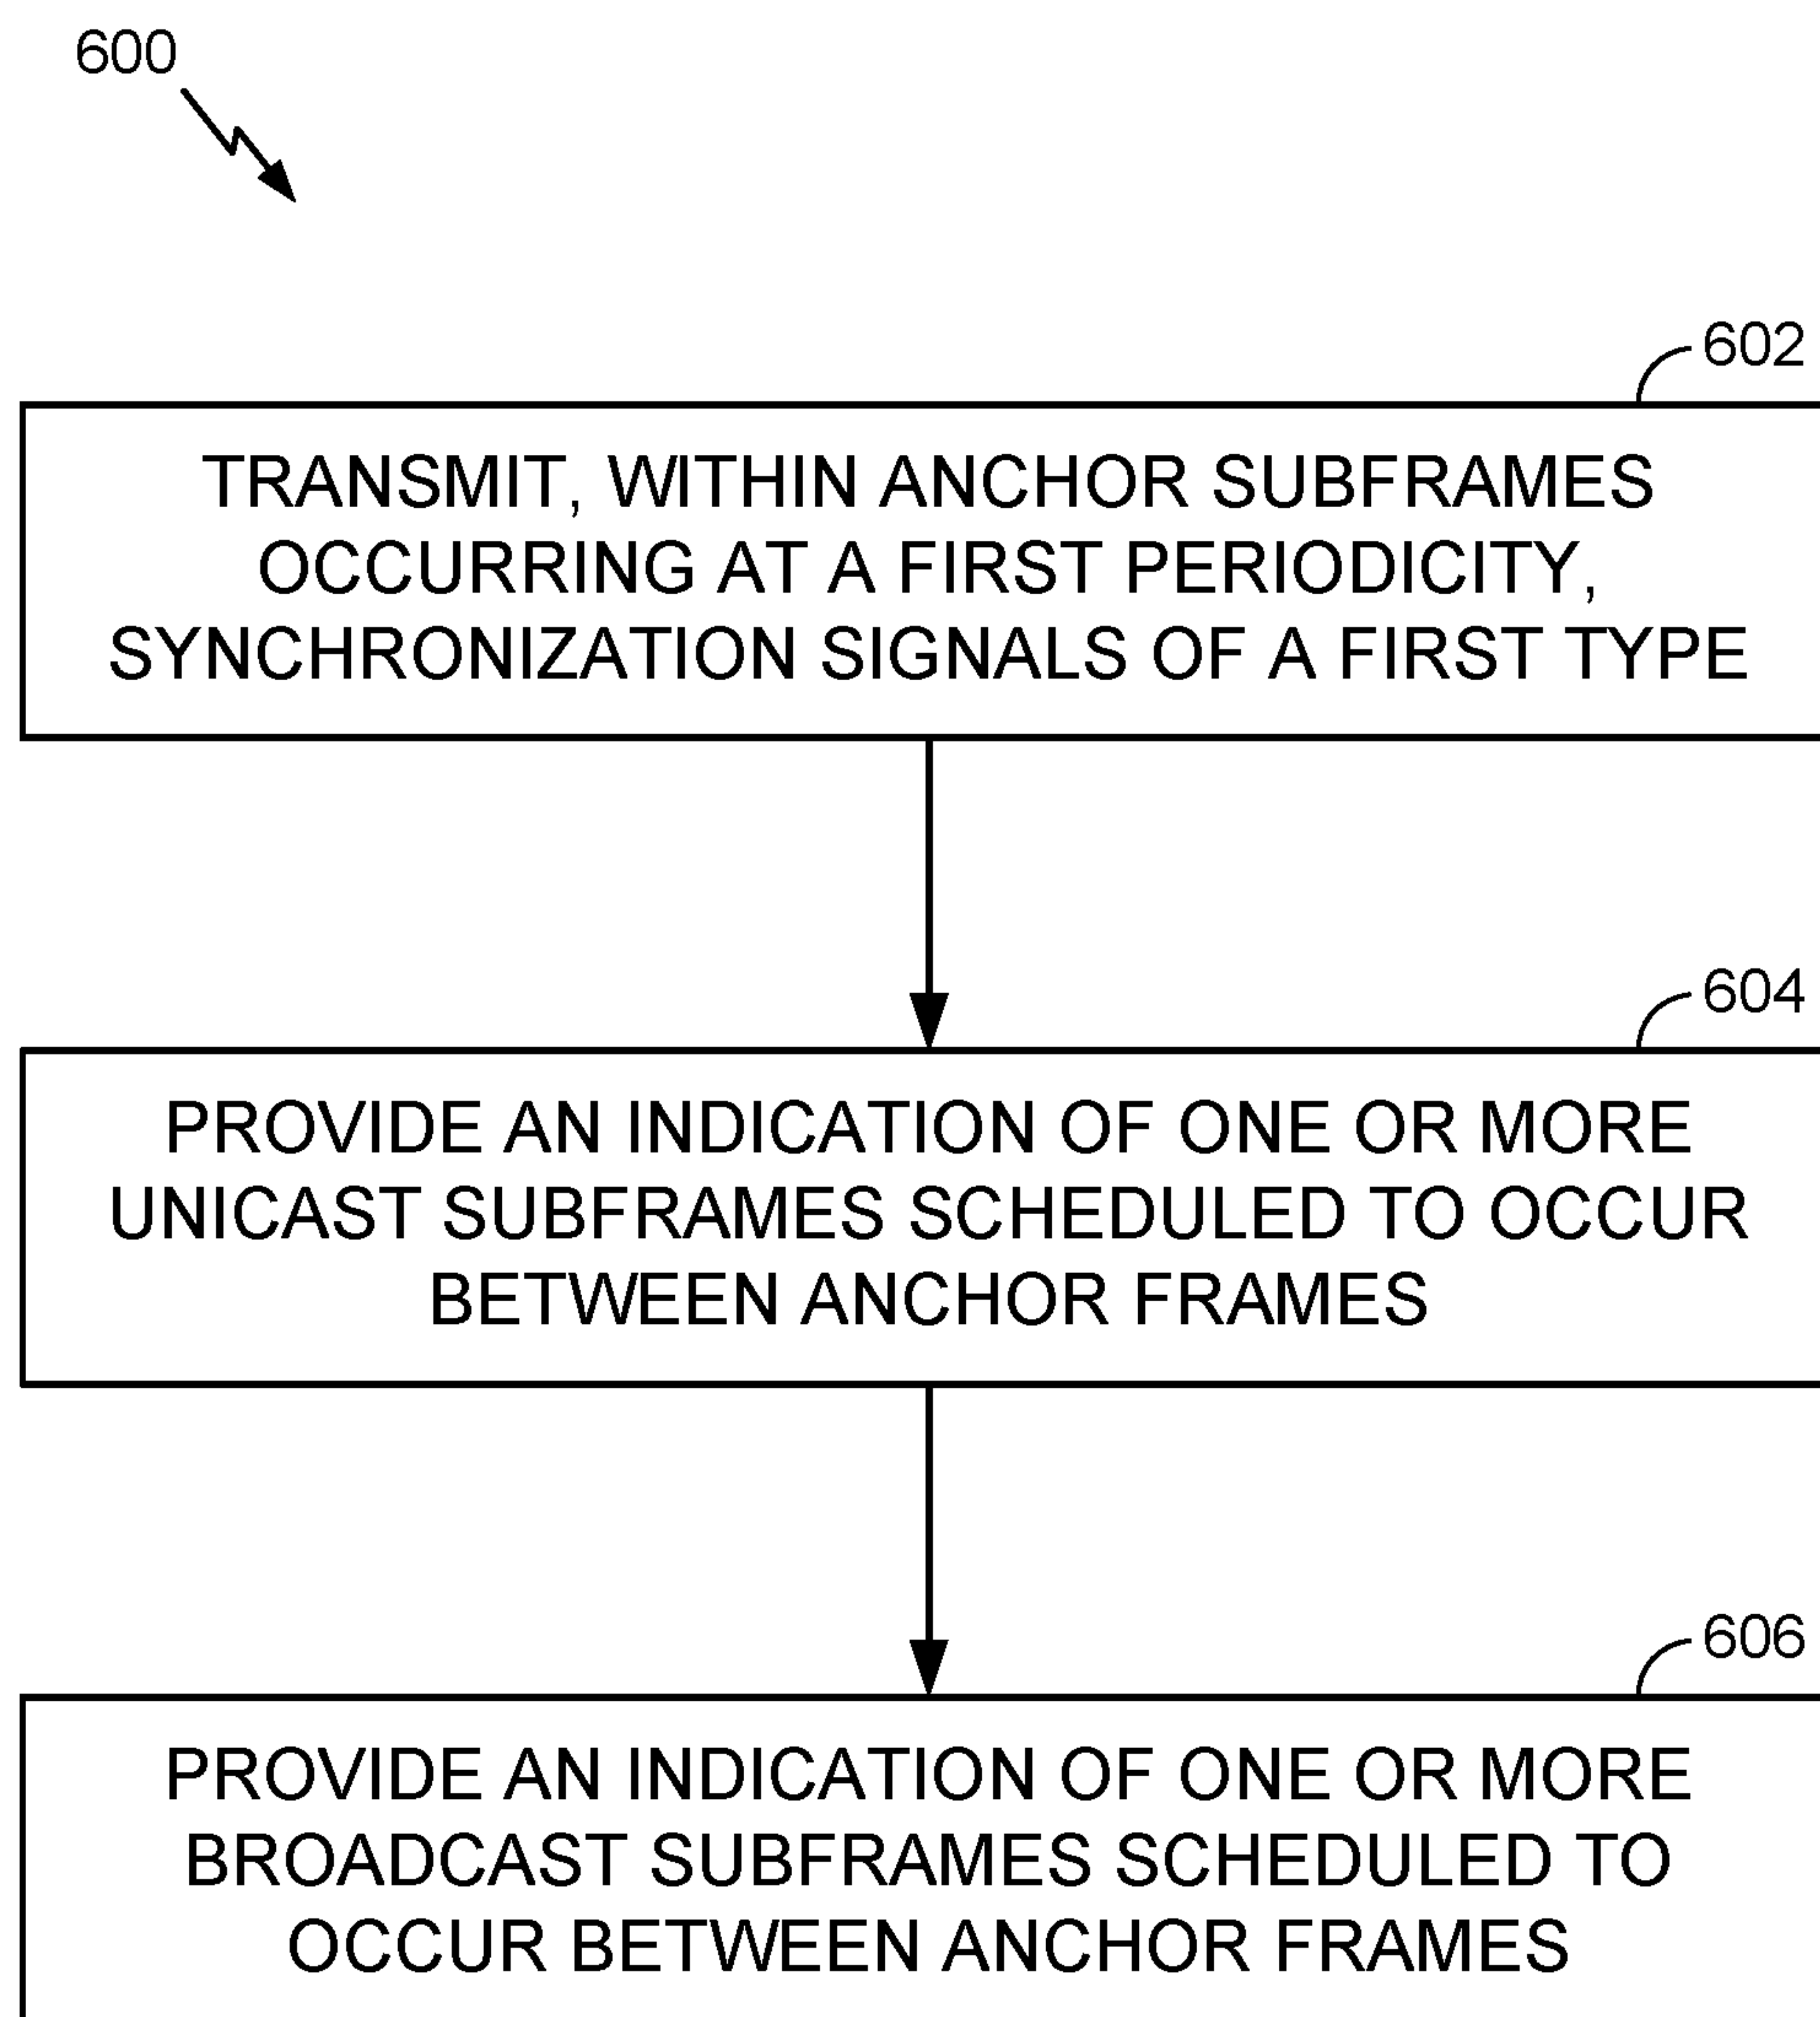 600
602
TRANSMIT, WITHIN ANCHOR SUBFRAMES
OCCURRING AT A FIRST PERIODICITY,
SYNCHRONIZATION SIGNALS OF A FIRST TYPE
604
PROVIDE AN INDICATION OF ONE OR MORE
UNICAST SUBFRAMES SCHEDULED TO OCCUR
BETWEEN ANCHOR FRAMES
606
PROVIDE AN INDICATION OF ONE OR MORE
BROADCAST SUBFRAMES SCHEDULED TO
OCCUR BETWEEN ANCHOR FRAMES